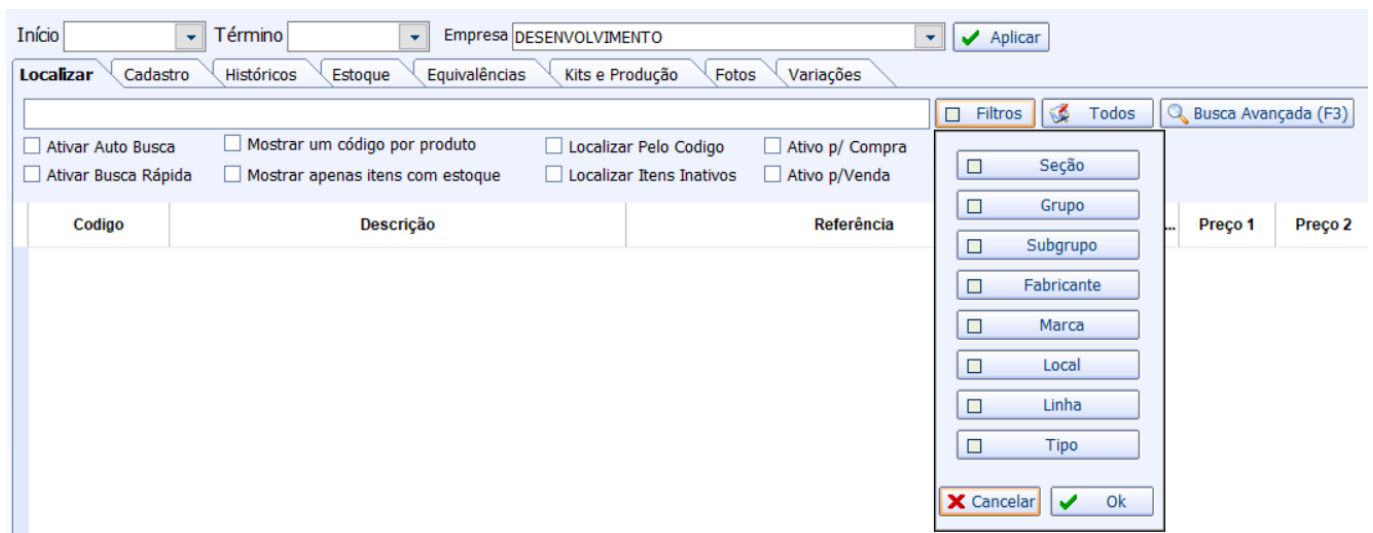 Início Término Empresa DESENVOLVIMENTO Aplicar
Localizar Cadastro Históricos Estoque Equivalências Kits e Produção Fotos Variações
Filtros Todos Busca Avançada (F3)
Ativar Auto Busca Mostrar um código por produto Localizar Pelo Codigo Ativo p/ Compra
Ativar Busca Rápida Mostrar apenas itens com estoque Localizar Itens Inativos Ativo p/Venda
Codigo Descrição Referência ... Preço 1 Preço 2
Seção
Grupo
Subgrupo
Fabricante
Marca
Local
Linha
Tipo
Cancelar Ok